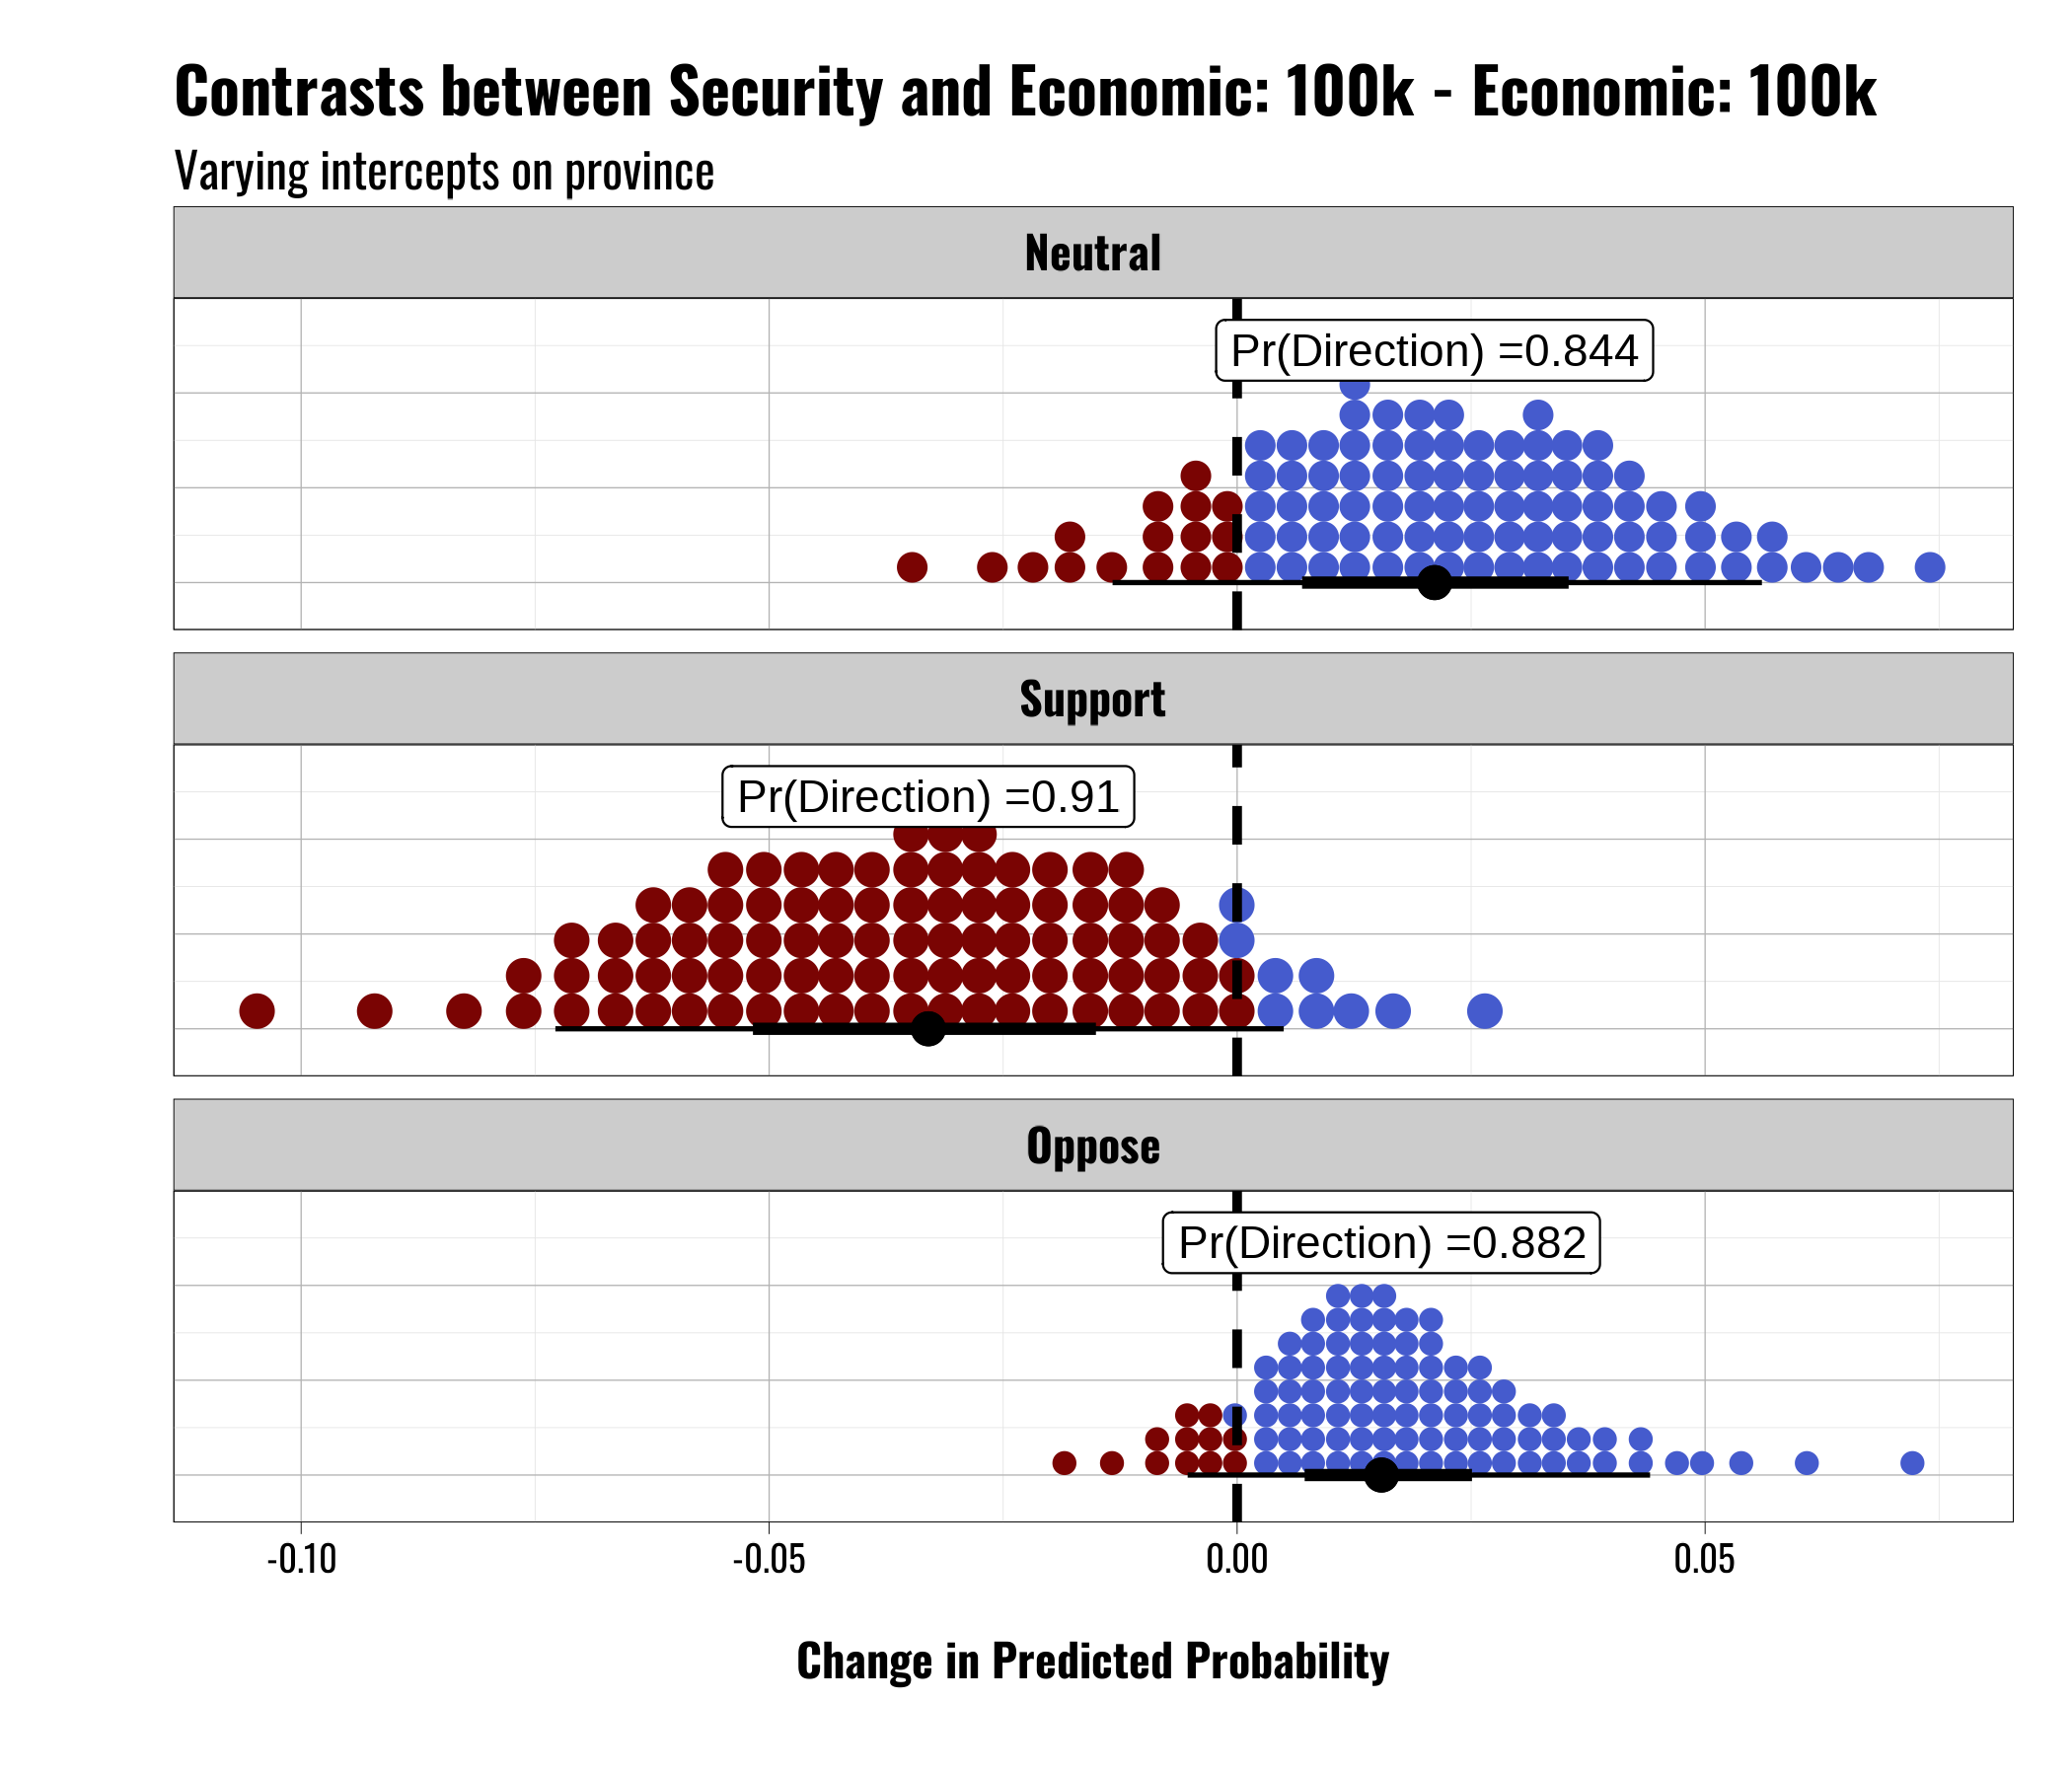 Contrasts between Security and Economic: 100k - Economic: 100k
Varying intercepts on province
Neutral
Pr(Direction) =0.844
Support
Pr(Direction) =0.91
Oppose
Pr(Direction) =0.882
-0.10 -0.05 0.00 0.05
Change in Predicted Probability